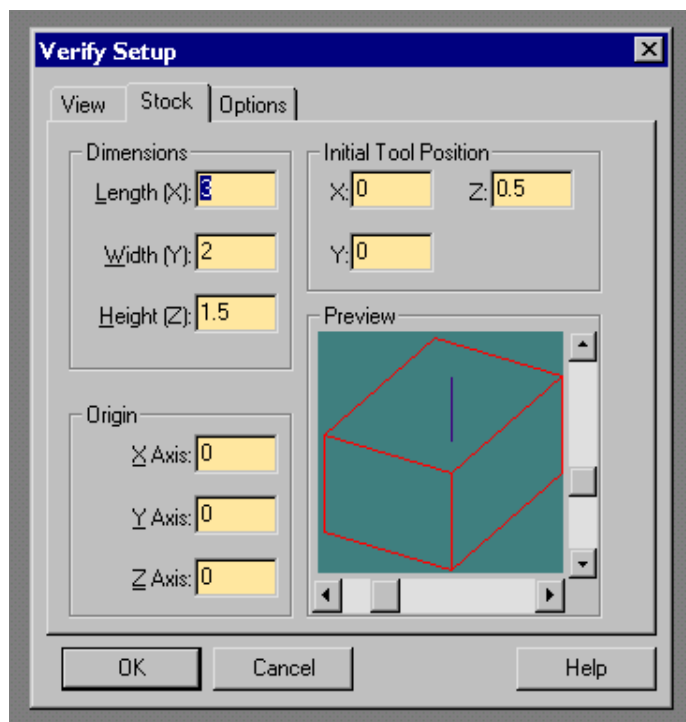 Verify Setup
View Stock Options
Dimensions
Length (X): 3
Width (Y): 2
Height (Z): 1.5
Initial Tool Position
X: 0 Z: 0.5
Y: 0
Preview
Origin
X Axis: 0
Y Axis: 0
Z Axis: 0
OK Cancel Help